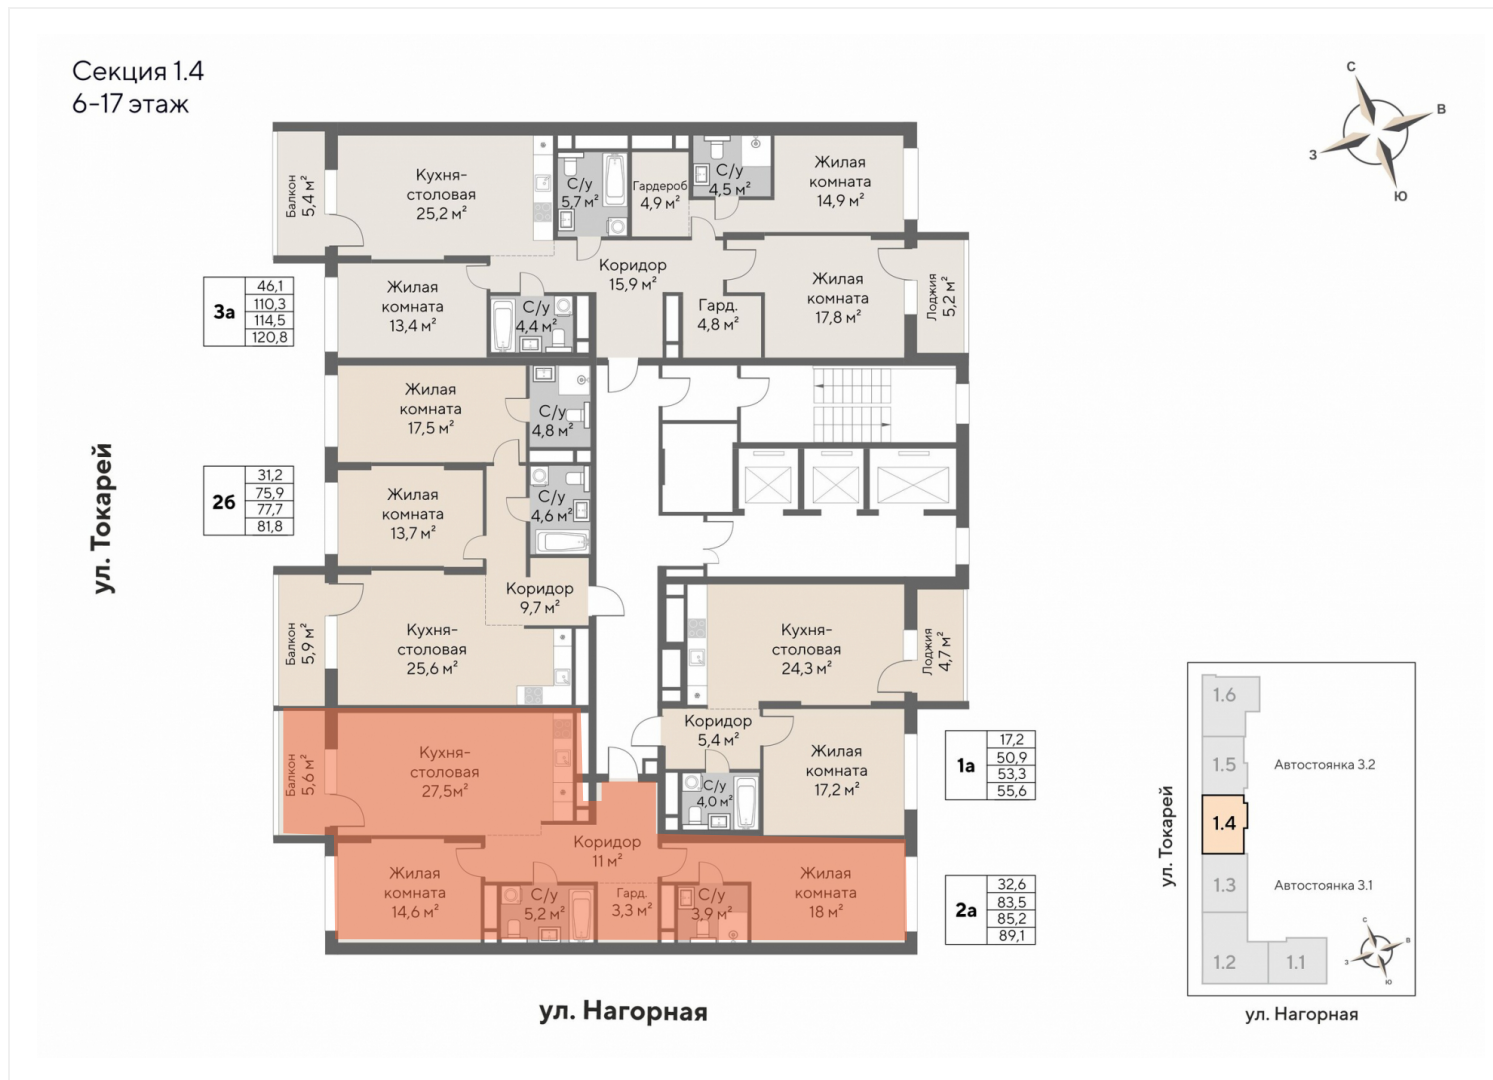 Секция 1.4
6-17 этаж
С
В
З
Ю
Балкон
5,4 м²
Кухня-
столовая
25,2 м²
С/у
5,7 м²
Гардероб
4,9 м²
С/у
4,5 м²
Жилая
комната
14,9 м²
Жилая
комната
13,4 м²
С/у
4,4 м²
Коридор
15,9 м²
Гард.
4,8 м²
Жилая
комната
17,8 м²
Лоджия
5,2 м²
3а
46,1
110,3
114,5
120,8
Жилая
комната
17,5 м²
С/у
4,8 м²
2б
31,2
75,9
77,7
81,8
Жилая
комната
13,7 м²
С/у
4,6 м²
Коридор
9,7 м²
ул. Токарей
Балкон
5,9 м²
Кухня-
столовая
25,6 м²
Кухня-
столовая
24,3 м²
Лоджия
4,7 м²
Коридор
5,4 м²
С/у
4,0 м²
Жилая
комната
17,2 м²
1а
17,2
50,9
53,3
55,6
Балкон
5,6 м²
Кухня-
столовая
27,5м²
Коридор
11 м²
Жилая
комната
14,6 м²
С/у
5,2 м²
Гард.
3,3 м²
С/у
3,9 м²
Жилая
комната
18 м²
2а
32,6
83,5
85,2
89,1
ул. Нагорная
1.6
1.5
Автостоянка 3.2
1.4
ул. Токарей
1.3
Автостоянка 3.1
1.2
1.1
С
В
З
Ю
ул. Нагорная